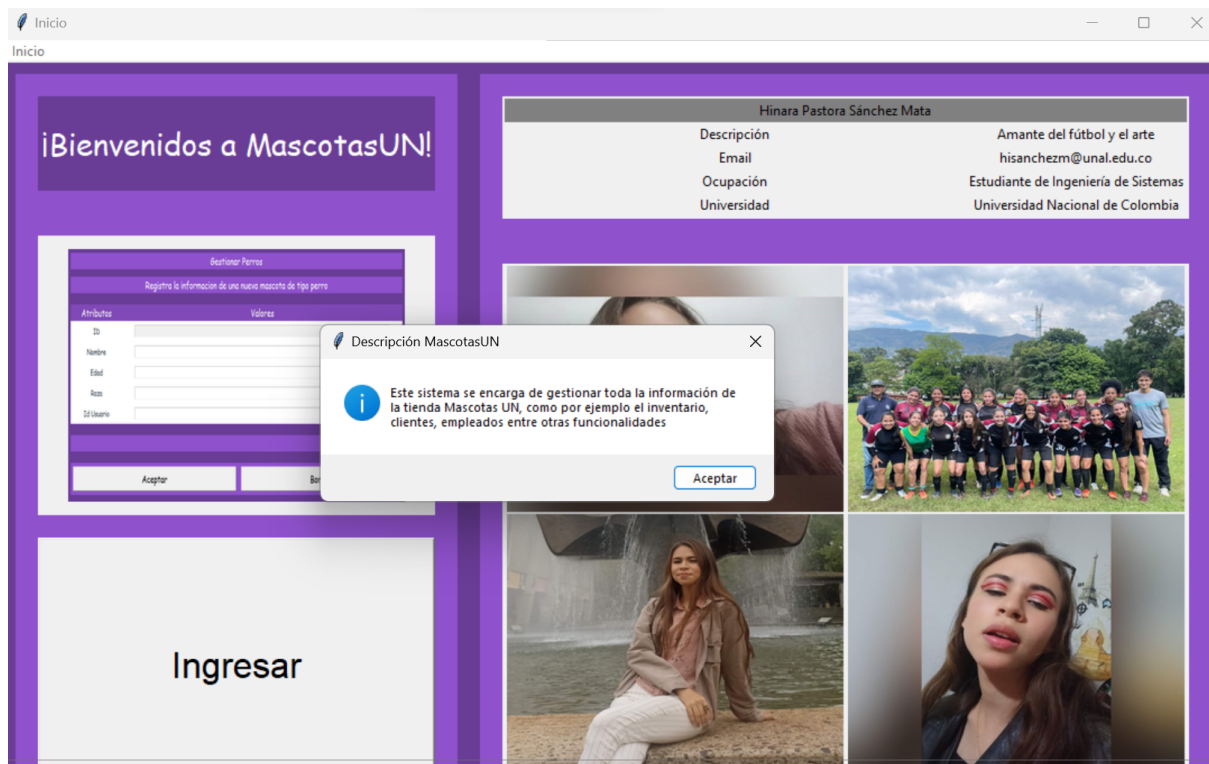 Inicio
Inicio
¡Bienvenidos a MascotasUN!
Gestionar Perros
Registra la informacion de una nueva mascota de tipo perro
Atributos Valores
Id
Nombre
Edad
Raza
Id Usuario
Aceptar
Ingresar
Hinara Pastora Sánchez Mata
Descripción Amante del fútbol y el arte
Email hisanchezm@unal.edu.co
Ocupación Estudiante de Ingeniería de Sistemas
Universidad Universidad Nacional de Colombia
Descripción MascotasUN
Este sistema se encarga de gestionar toda la información de
la tienda Mascotas UN, como por ejemplo el inventario,
clientes, empleados entre otras funcionalidades
Aceptar